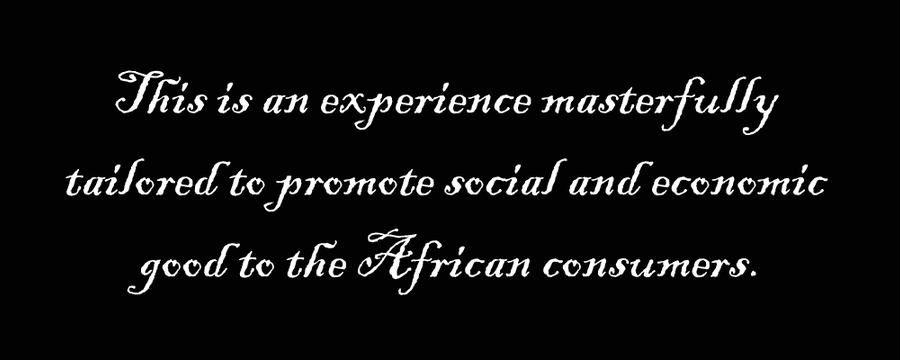 This is an experience masterfully
tailored to promote social and economic
good to the African consumers.